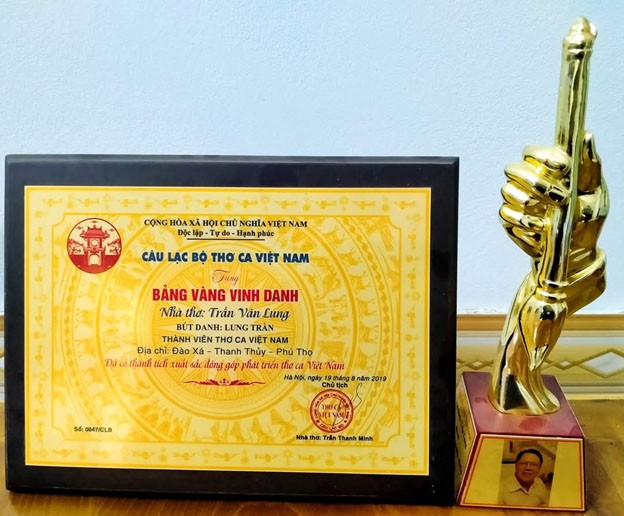 CỘNG HÒA XÃ HỘI CHỦ NGHĨA VIỆT NAM
Độc lập - Tự do - Hạnh phúc
CÂU LẠC BỘ THƠ CA VIỆT NAM
Tặng
BẢNG VÀNG VINH DANH
Nhà thơ: Trần Văn Lung
BÚT DANH: LUNG TRẦN
THÀNH VIÊN THƠ CA VIỆT NAM
Địa chỉ: Đào Xá - Thanh Thủy - Phú Thọ
Đã có thành tích xuất sắc đóng góp phát triển thơ ca Việt Nam
Hà Nội, ngày 19 tháng 8 năm 2019
Chủ tịch
THƠ CA
VIỆT NAM
Số: 0047/CLB
Nhà thơ: Trần Thanh Minh